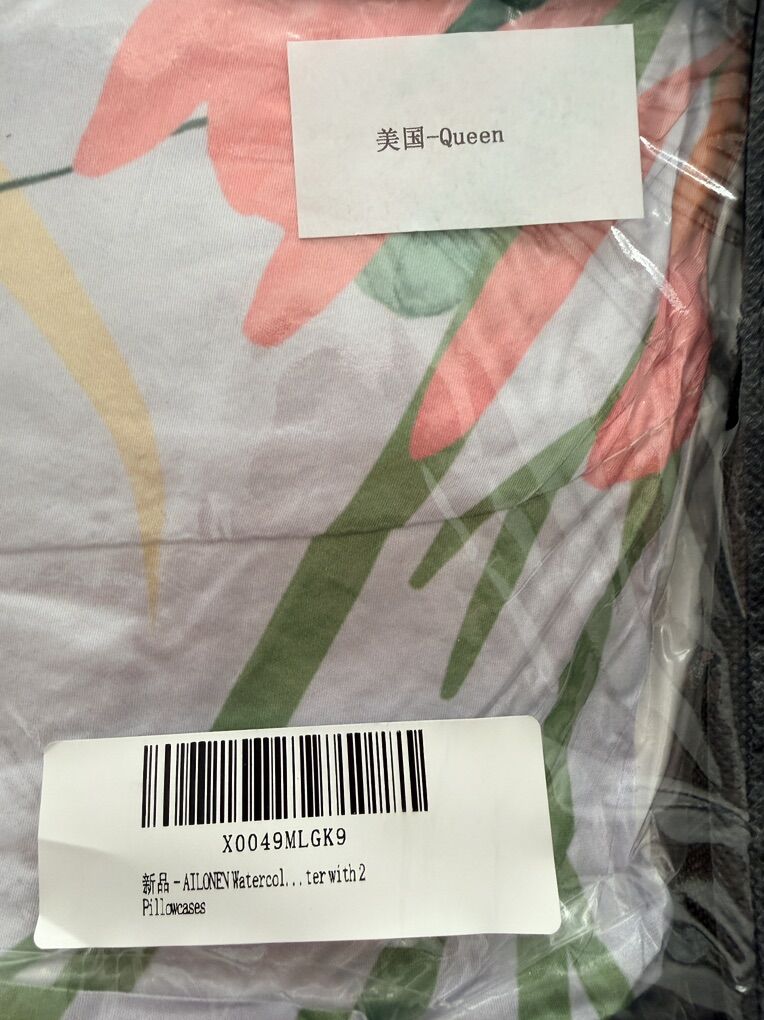 美国-Queen
X0049MLGK9
新品 - AILONEN Watercol...ter with 2
Pillowcases